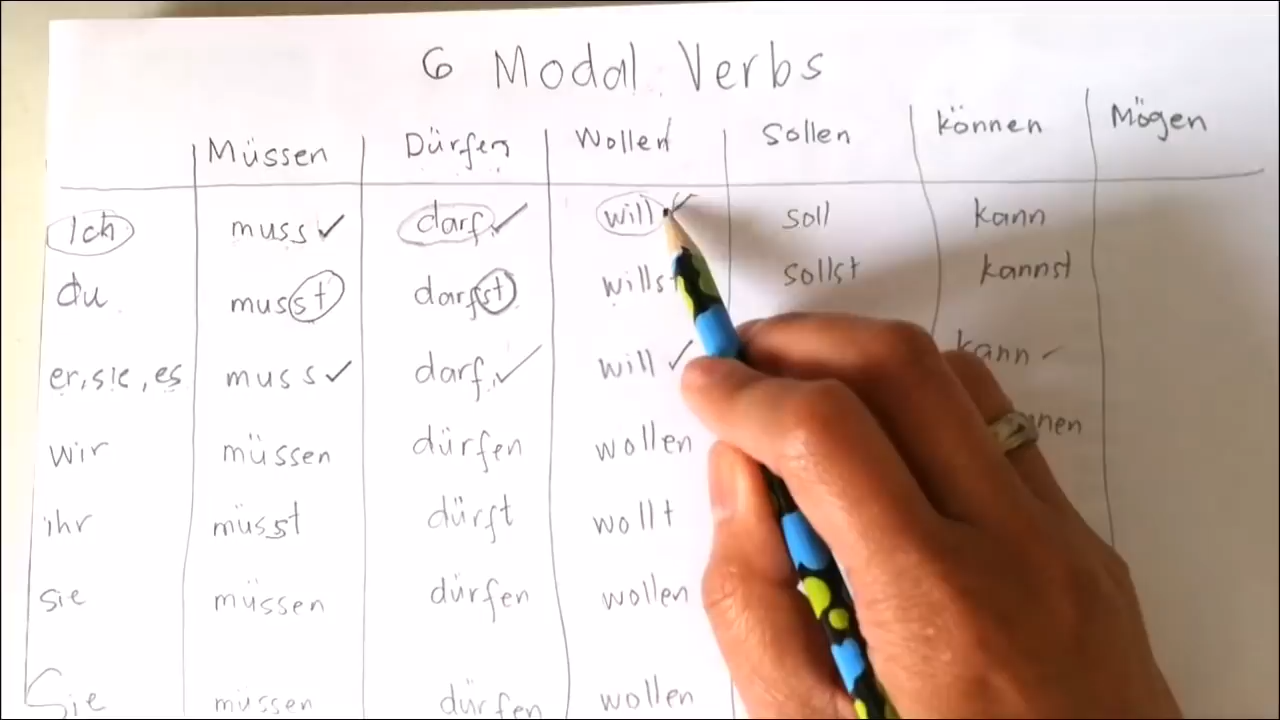 6 Modal Verbs
Müssen Dürfen Wollen Sollen können Mögen
Ich muss darf will soll kann
du musst darfst willst sollst kannst
er, sie, es muss darf will kann
wir müssen dürfen wollen
ihr müsst dürft wollt
sie müssen dürfen wollen
Sie müssen dürfen wollen